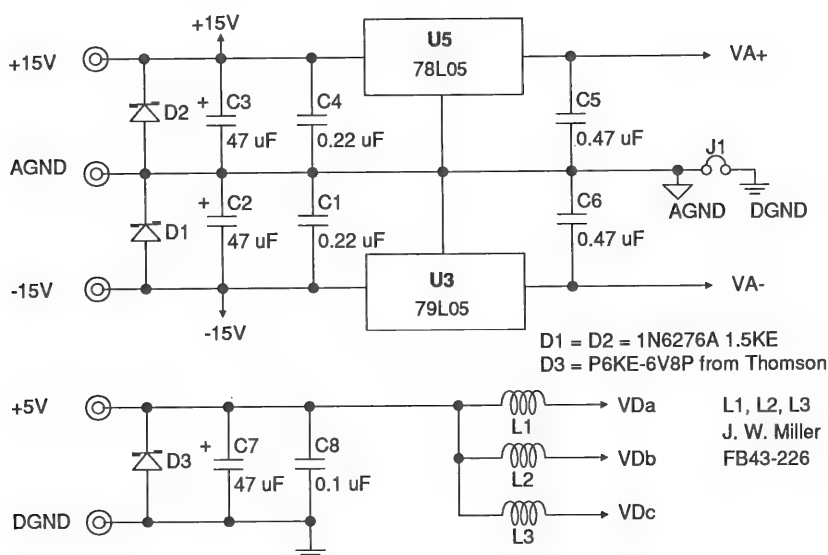 +15V
+15V
U5
78L05
VA+
D2
+
C3
47 uF
C4
0.22 uF
C5
0.47 uF
AGND
J1
AGND
DGND
D1
+
C2
47 uF
C1
0.22 uF
C6
0.47 uF
-15V
U3
79L05
VA-
-15V
D1 = D2 = 1N6276A 1.5KE
D3 = P6KE-6V8P from Thomson
+5V
L1
VDa
L1, L2, L3
J. W. Miller
FB43-226
D3
+
C7
47 uF
C8
0.1 uF
L2
VDb
L3
VDc
DGND